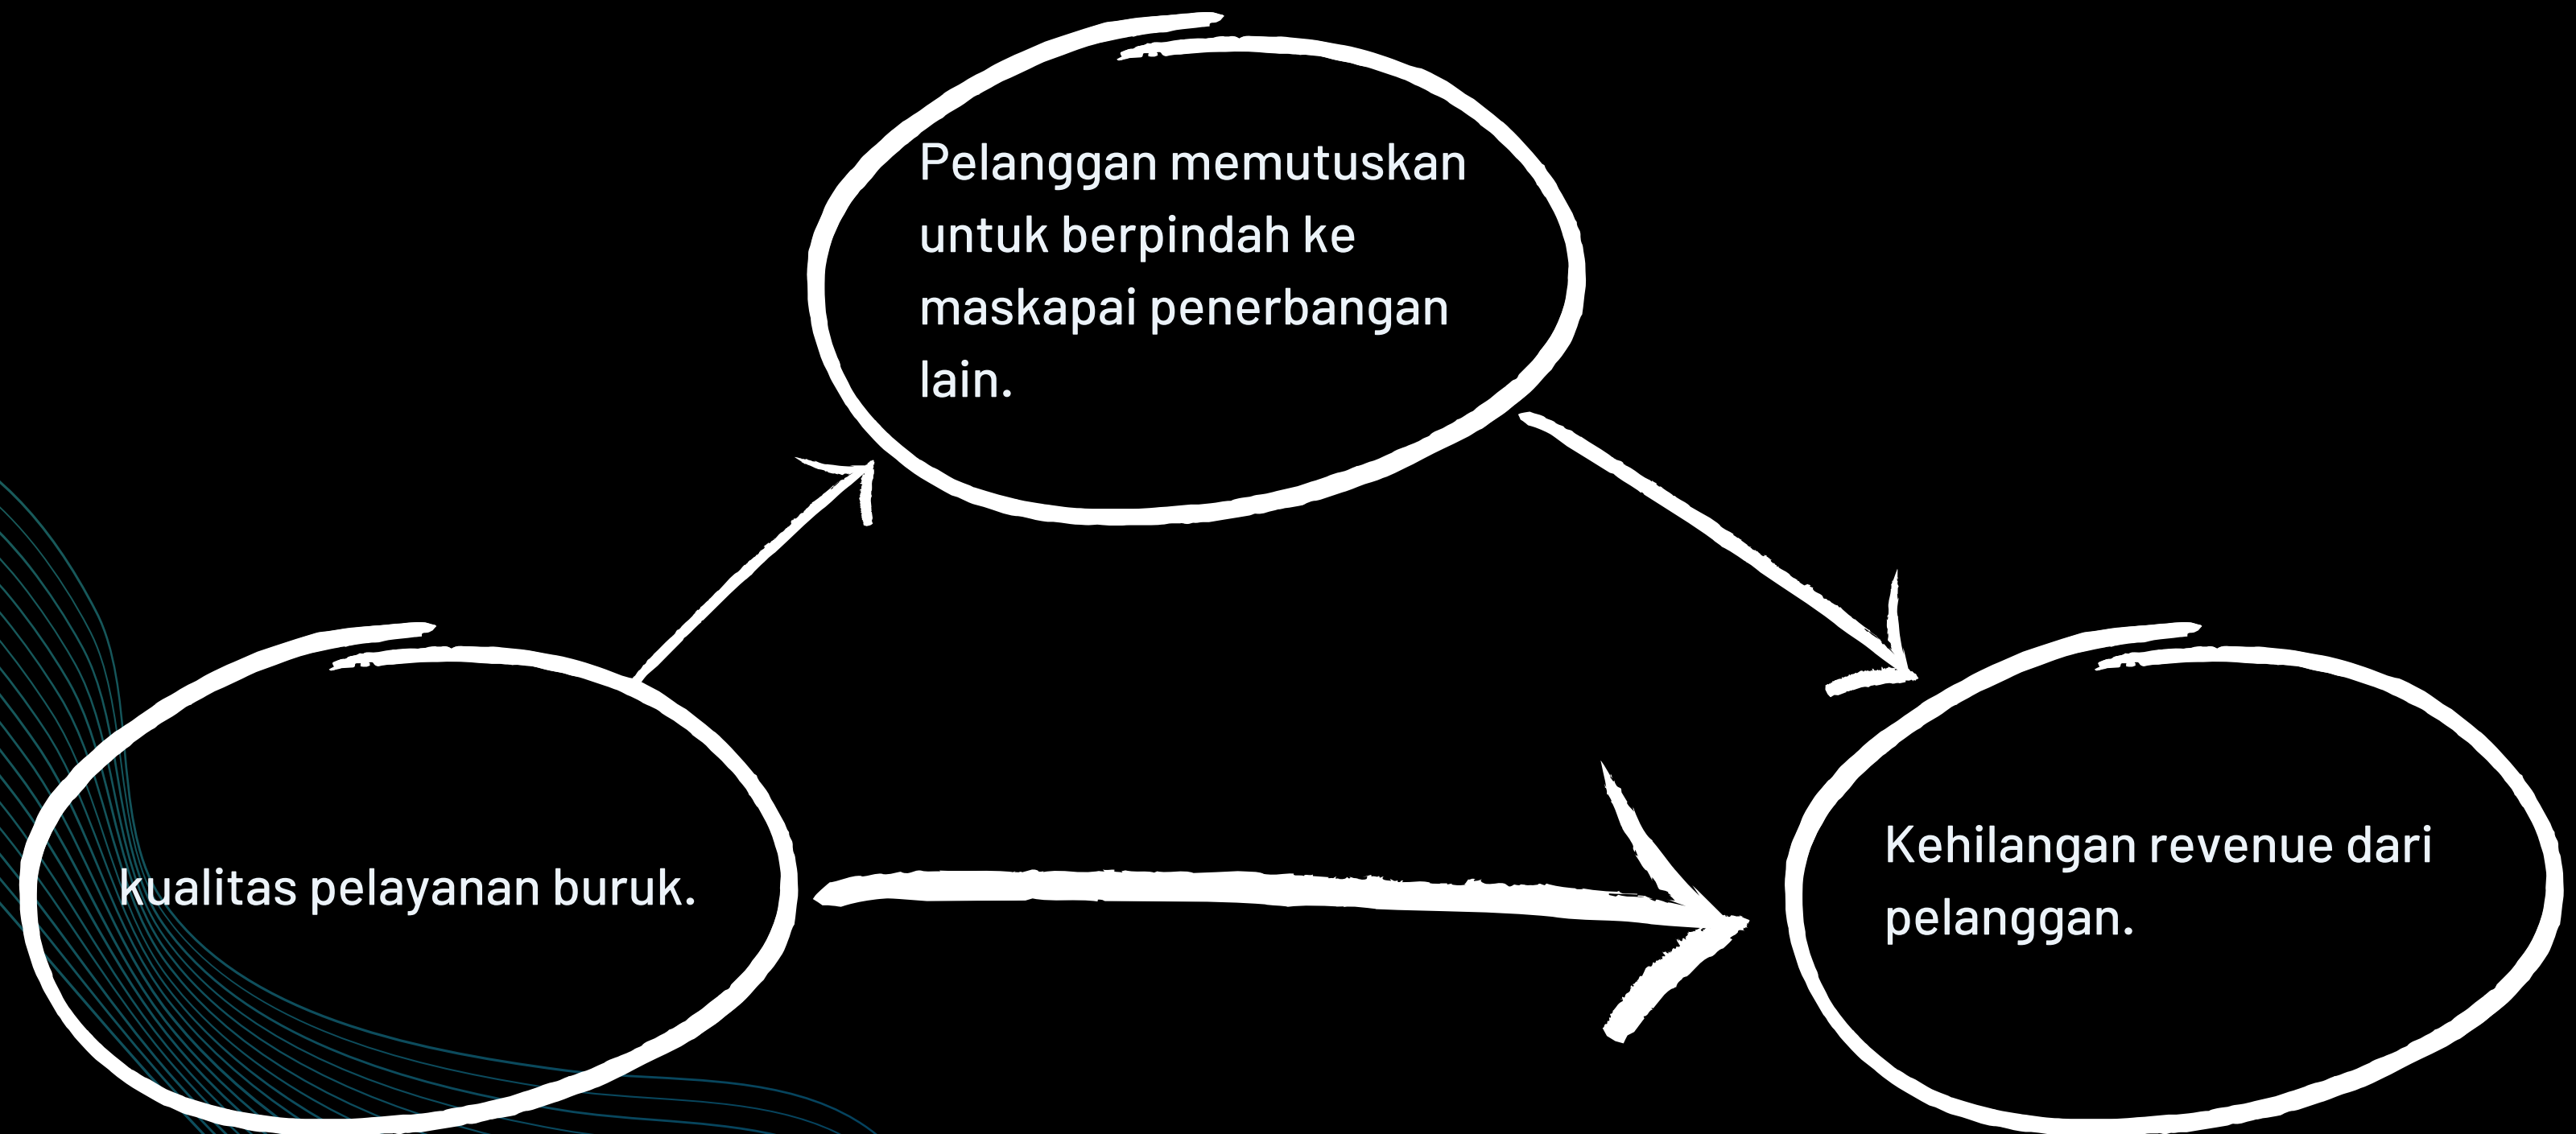 Pelanggan memutuskan
untuk berpindah ke
maskapai penerbangan
lain.
kualitas pelayanan buruk.
Kehilangan revenue dari
pelanggan.